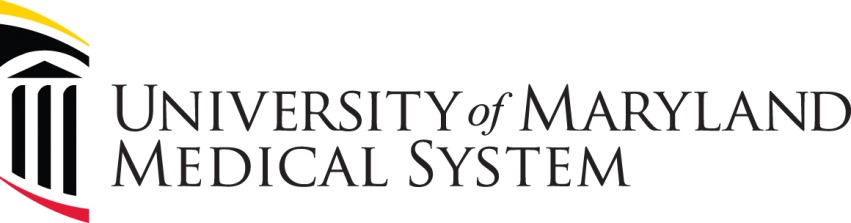 UNIVERSITY of MARYLAND
MEDICAL SYSTEM